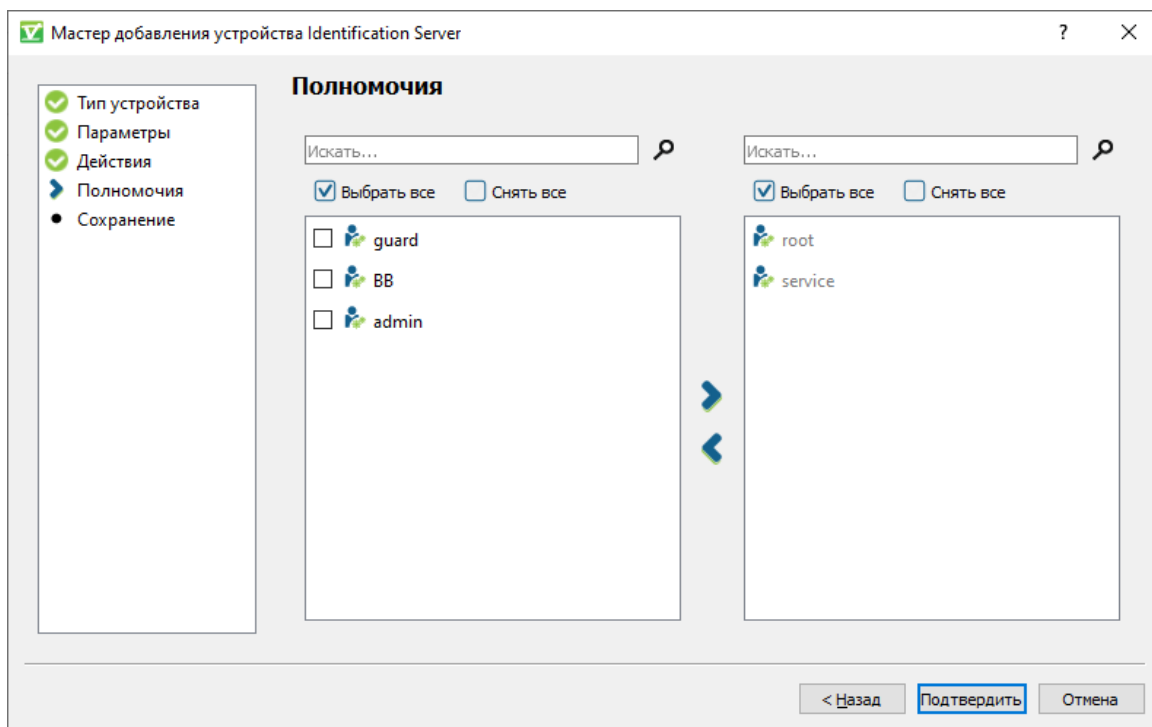 Мастер добавления устройства Identification Server
?
Тип устройства
Параметры
Действия
Полномочия
Сохранение
Полномочия
Искать...
Выбрать все
Снять все
guard
BB
admin
Искать...
Выбрать все
Снять все
root
service
< Назад
Подтвердить
Отмена